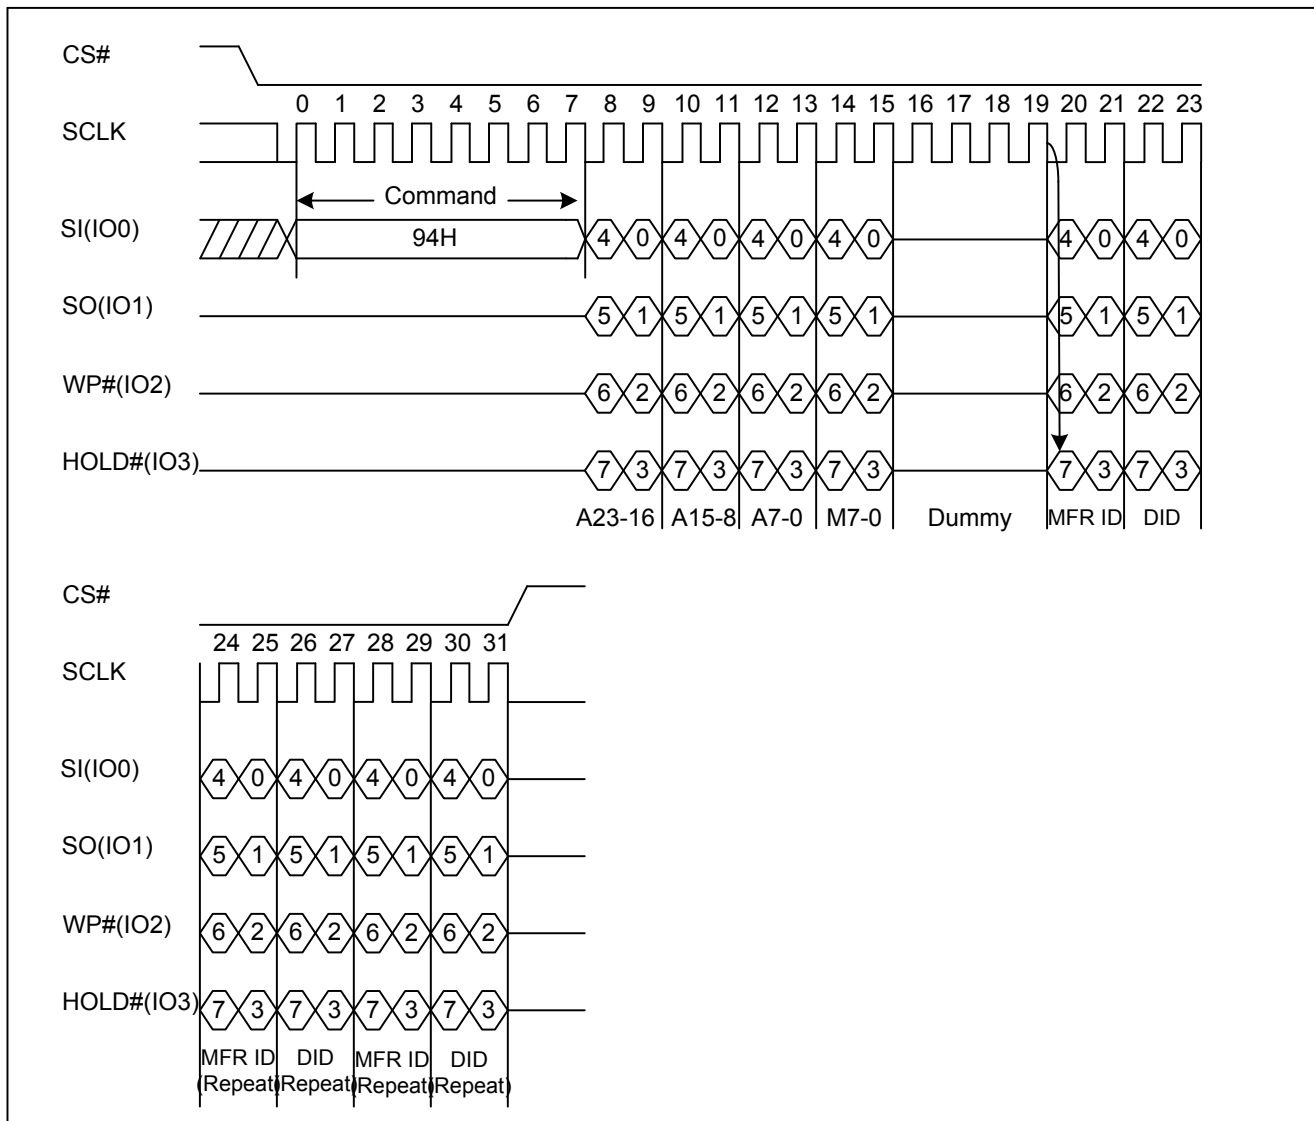 CS#
0 1 2 3 4 5 6 7 8 9 10 11 12 13 14 15 16 17 18 19 20 21 22 23
SCLK
Command
SI(IO0) 94H 4 0 4 0 4 0 4 0 4 0 4 0
SO(IO1) 5 1 5 1 5 1 5 1 5 1 5 1
WP#(IO2) 6 2 6 2 6 2 6 2 6 2 6 2
HOLD#(IO3) 7 3 7 3 7 3 7 3 7 3 7 3
A23-16 A15-8 A7-0 M7-0 Dummy MFR ID DID
CS#
24 25 26 27 28 29 30 31
SCLK
SI(IO0) 4 0 4 0 4 0 4 0
SO(IO1) 5 1 5 1 5 1 5 1
WP#(IO2) 6 2 6 2 6 2 6 2
HOLD#(IO3) 7 3 7 3 7 3 7 3
MFR ID DID MFR ID DID
(Repeat) (Repeat) (Repeat) (Repeat)